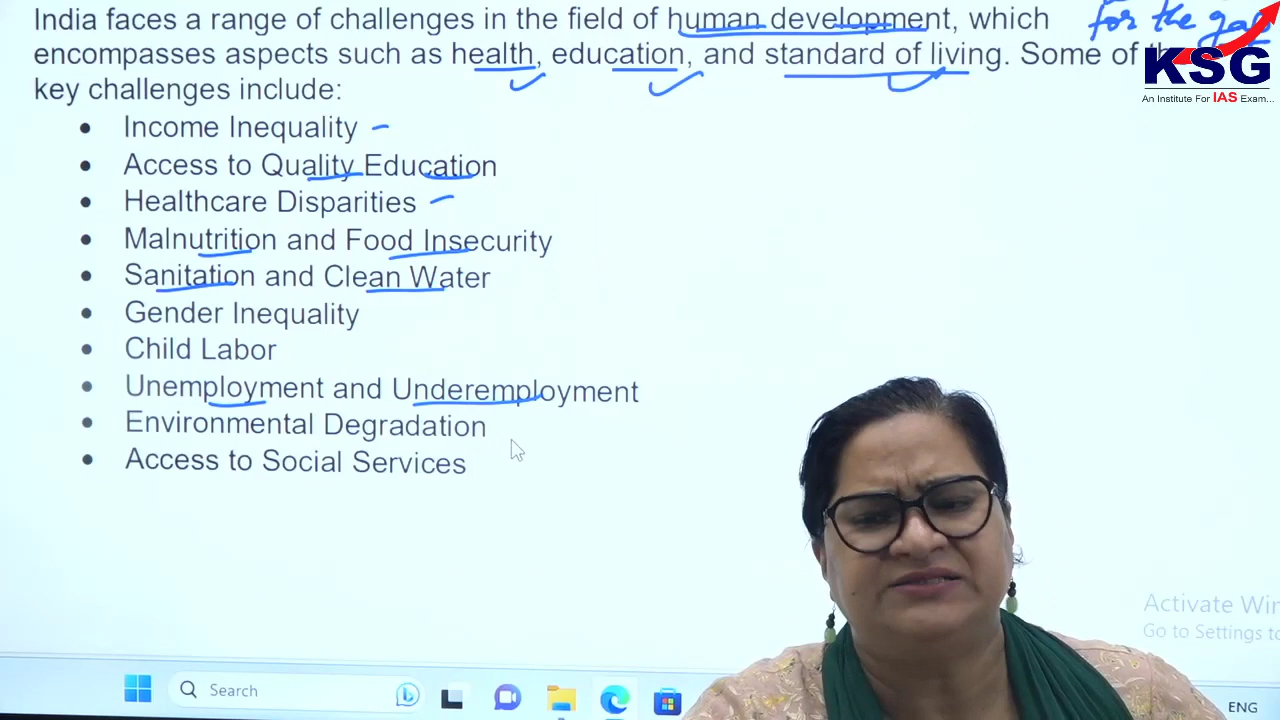 India faces a range of challenges in the field of human development, which
for the gap
encompasses aspects such as health, education, and standard of living. Some of
key challenges include:
KSG
An Institute For IAS Exam...
• Income Inequality
• Access to Quality Education
• Healthcare Disparities
• Malnutrition and Food Insecurity
• Sanitation and Clean Water
• Gender Inequality
• Child Labor
• Unemployment and Underemployment
• Environmental Degradation
• Access to Social Services
Activate Win
Go to Settings to
Search
ENG